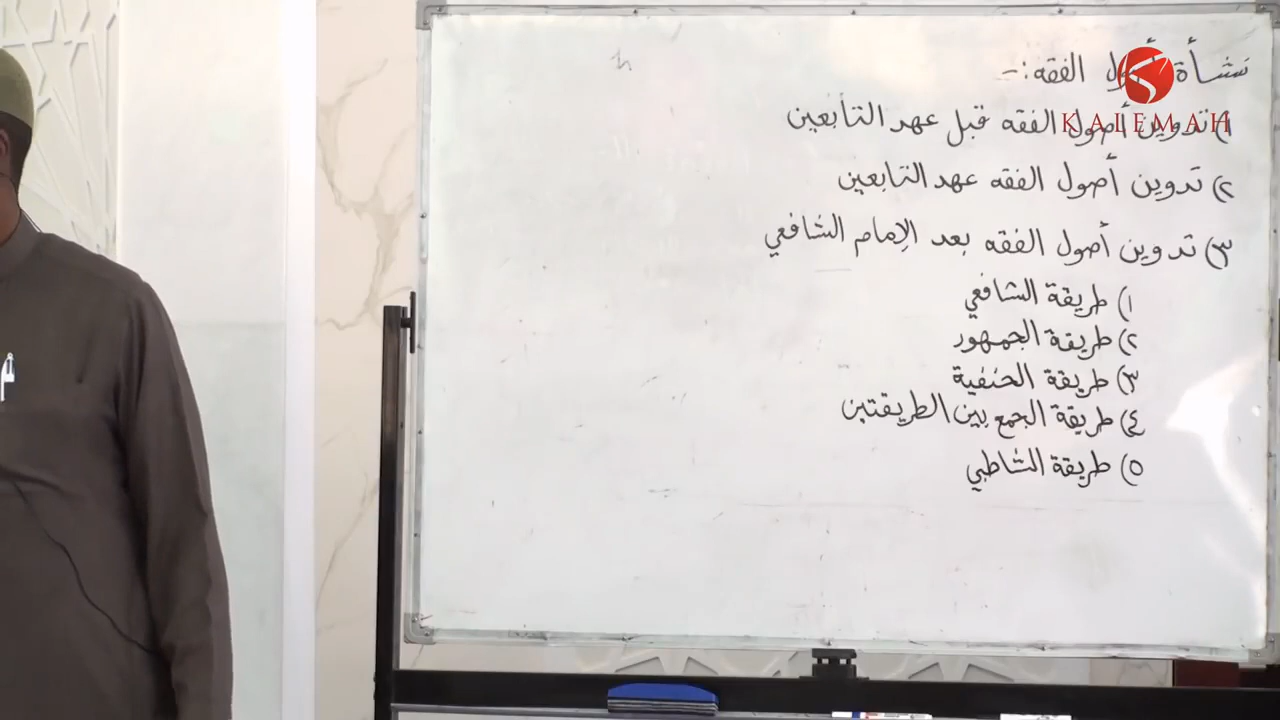 نشأة أصول الفقه :-
KALEMAH
١) تدوين أصول الفقه قبل عهد التابعين
٢) تدوين أصول الفقه عهد التابعين
٣) تدوين أصول الفقه بعد الإمام الشافعي
١) طريقة الشافعي
٢) طريقة الجمهور
٣) طريقة الحنفية
٤) طريقة الجمع بين الطريقتين
٥) طريقة الشاطبي